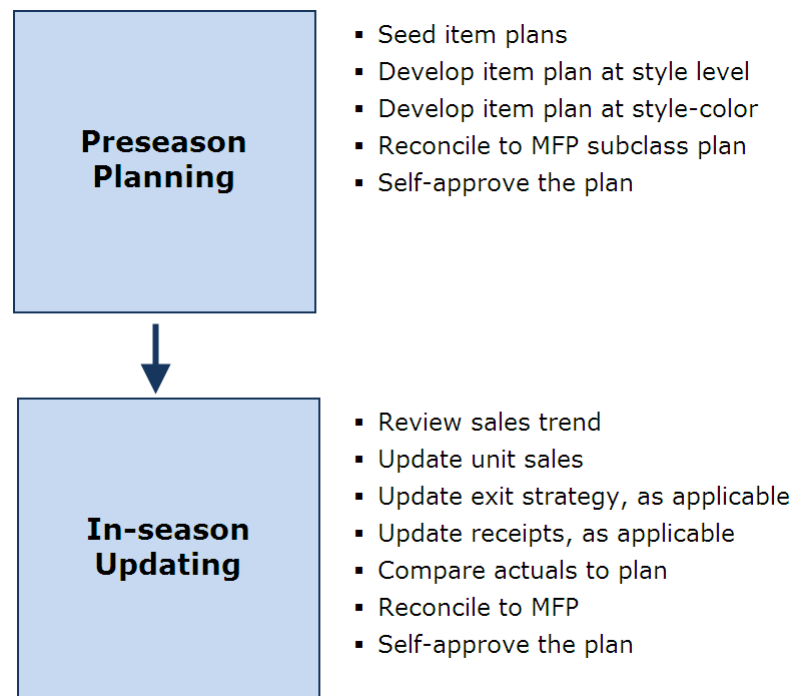 Preseason
Planning
▪ Seed item plans
▪ Develop item plan at style level
▪ Develop item plan at style-color
▪ Reconcile to MFP subclass plan
▪ Self-approve the plan
In-season
Updating
▪ Review sales trend
▪ Update unit sales
▪ Update exit strategy, as applicable
▪ Update receipts, as applicable
▪ Compare actuals to plan
▪ Reconcile to MFP
▪ Self-approve the plan